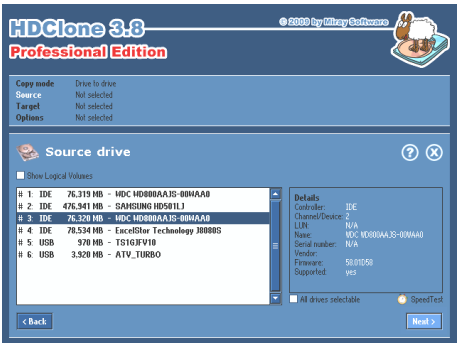 HDClone 3.8
© 2009 by Miray Software
Professional Edition
Copy mode Drive to drive
Source Not selected
Target Not selected
Options Not selected
Source drive
Show Logical Volumes
# 1: IDE 76.319 MB - WDC WD800AAJS-00WAA0
# 2: IDE 476.941 MB - SAMSUNG HD501LJ
# 3: IDE 76.320 MB - WDC WD800AAJS-00WAA0
# 4: IDE 78.534 MB - ExcelStor Technology J8080S
# 5: USB 970 MB - TS1GJFV10
# 6: USB 3.920 MB - ATV_TURBO
Details
Controller: IDE
Channel/Device: 2
LUN: N/A
Name: WDC WD800AAJS-00WAA0
Serial number: N/A
Vendor:
Firmware: 58.01D58
Supported: yes
All drives selectable
SpeedTest
< Back
Next >